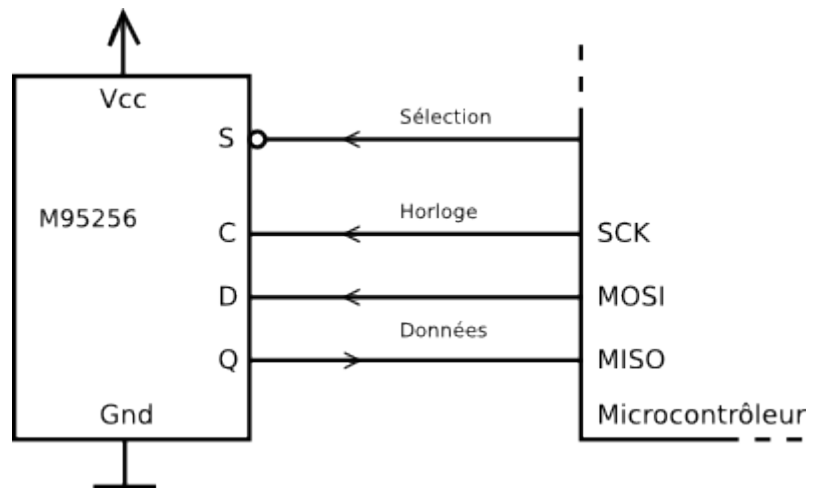 Vcc
S
Sélection
M95256
C
Horloge
SCK
D
MOSI
Données
Q
MISO
Gnd
Microcontrôleur